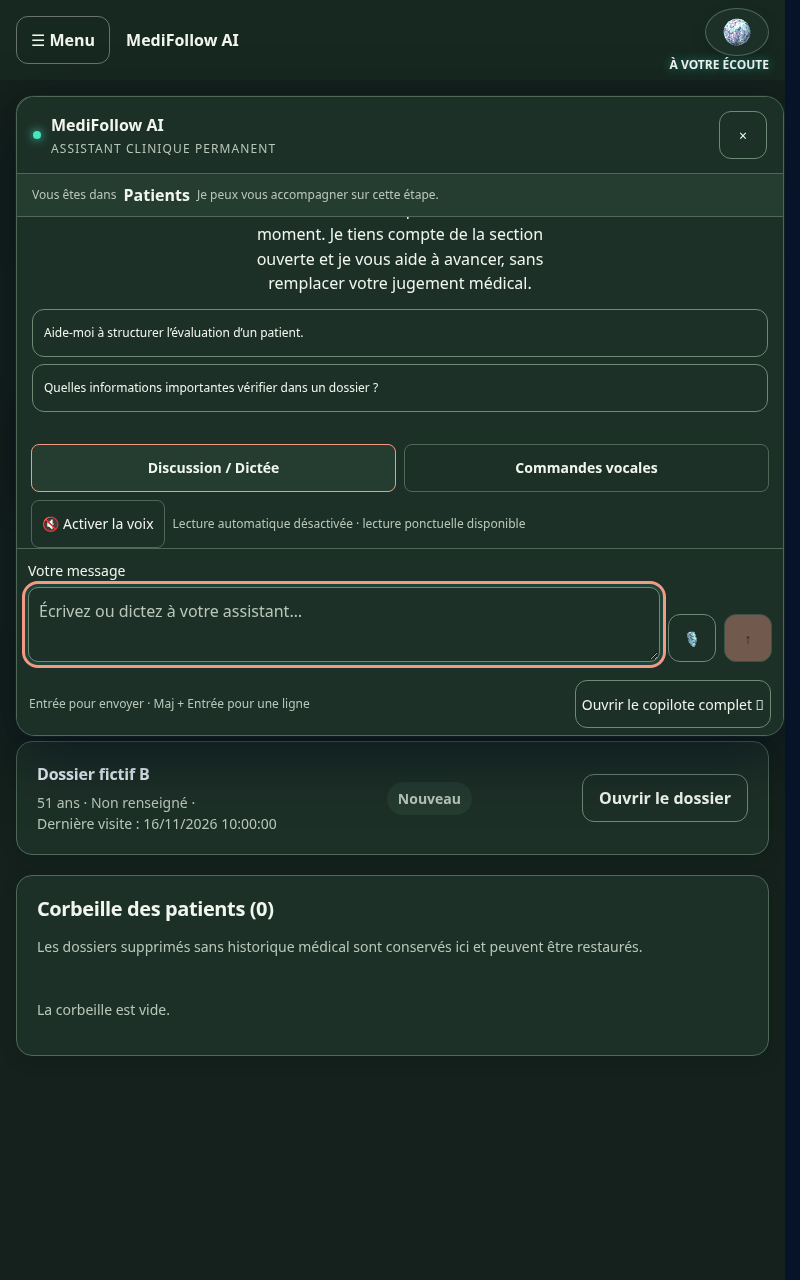 ☰ Menu
MediFollow AI
À VOTRE ÉCOUTE
MediFollow AI
ASSISTANT CLINIQUE PERMANENT
×
Vous êtes dans Patients Je peux vous accompagner sur cette étape.
moment. Je tiens compte de la section
ouverte et je vous aide à avancer, sans
remplacer votre jugement médical.
Aide-moi à structurer l’évaluation d’un patient.
Quelles informations importantes vérifier dans un dossier ?
Discussion / Dictée
Commandes vocales
🔇 Activer la voix
Lecture automatique désactivée · lecture ponctuelle disponible
Votre message
Écrivez ou dictez à votre assistant…
↑
Entrée pour envoyer · Maj + Entrée pour une ligne
Ouvrir le copilote complet
Dossier fictif B
51 ans · Non renseigné ·
Dernière visite : 16/11/2026 10:00:00
Nouveau
Ouvrir le dossier
Corbeille des patients (0)
Les dossiers supprimés sans historique médical sont conservés ici et peuvent être restaurés.
La corbeille est vide.